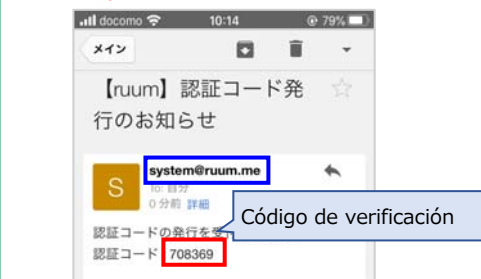 docomo 10:14 79%
メイン
【ruum】認証コード発
行のお知らせ
S
system@ruum.me
To: 自分
0 分前 詳細
Código de verificación
認証コードの発行を受
認証コード 708369